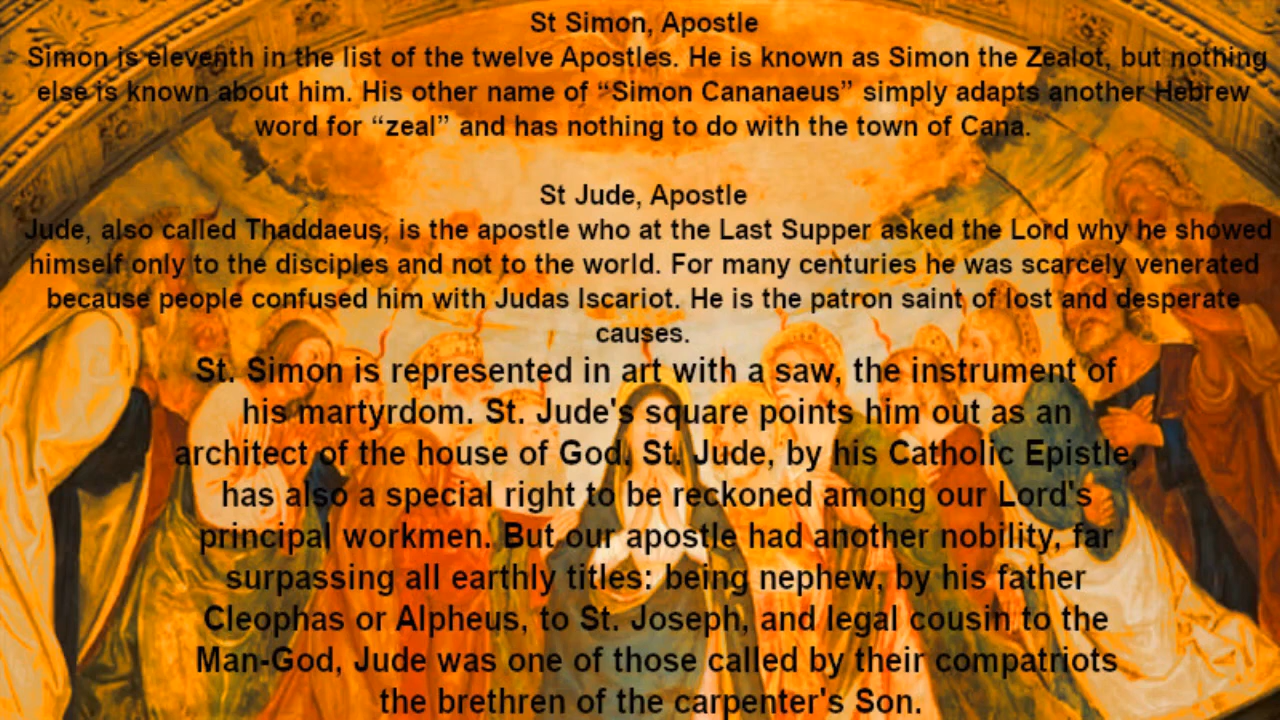 St Simon, Apostle
Simon is eleventh in the list of the twelve Apostles. He is known as Simon the Zealot, but nothing
else is known about him. His other name of “Simon Cananaeus” simply adapts another Hebrew
word for “zeal” and has nothing to do with the town of Cana.
St Jude, Apostle
Jude, also called Thaddaeus, is the apostle who at the Last Supper asked the Lord why he showed
himself only to the disciples and not to the world. For many centuries he was scarcely venerated
because people confused him with Judas Iscariot. He is the patron saint of lost and desperate
causes.
St. Simon is represented in art with a saw, the instrument of
his martyrdom. St. Jude's square points him out as an
architect of the house of God. St. Jude, by his Catholic Epistle,
has also a special right to be reckoned among our Lord's
principal workmen. But our apostle had another nobility, far
surpassing all earthly titles: being nephew, by his father
Cleophas or Alpheus, to St. Joseph, and legal cousin to the
Man-God, Jude was one of those called by their compatriots
the brethren of the carpenter's Son.